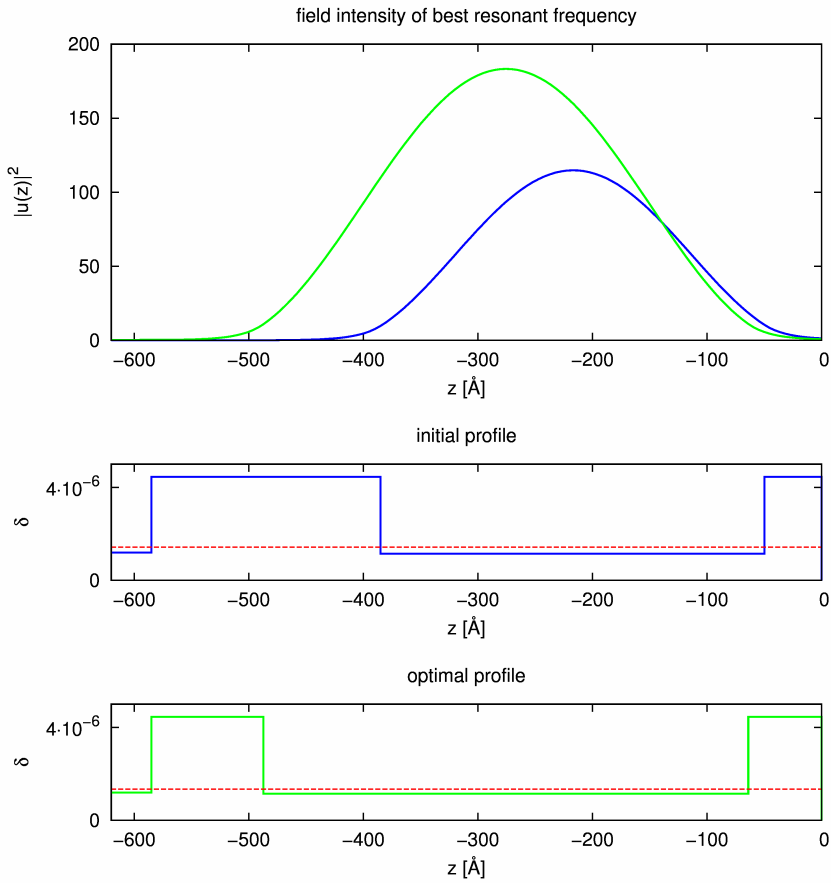 field intensity of best resonant frequency
200
150
100
50
0
|u(z)|²
−600 −500 −400 −300 −200 −100 0
z [Å]
initial profile
4·10⁻⁶
0
δ
−600 −500 −400 −300 −200 −100 0
z [Å]
optimal profile
4·10⁻⁶
0
δ
−600 −500 −400 −300 −200 −100 0
z [Å]